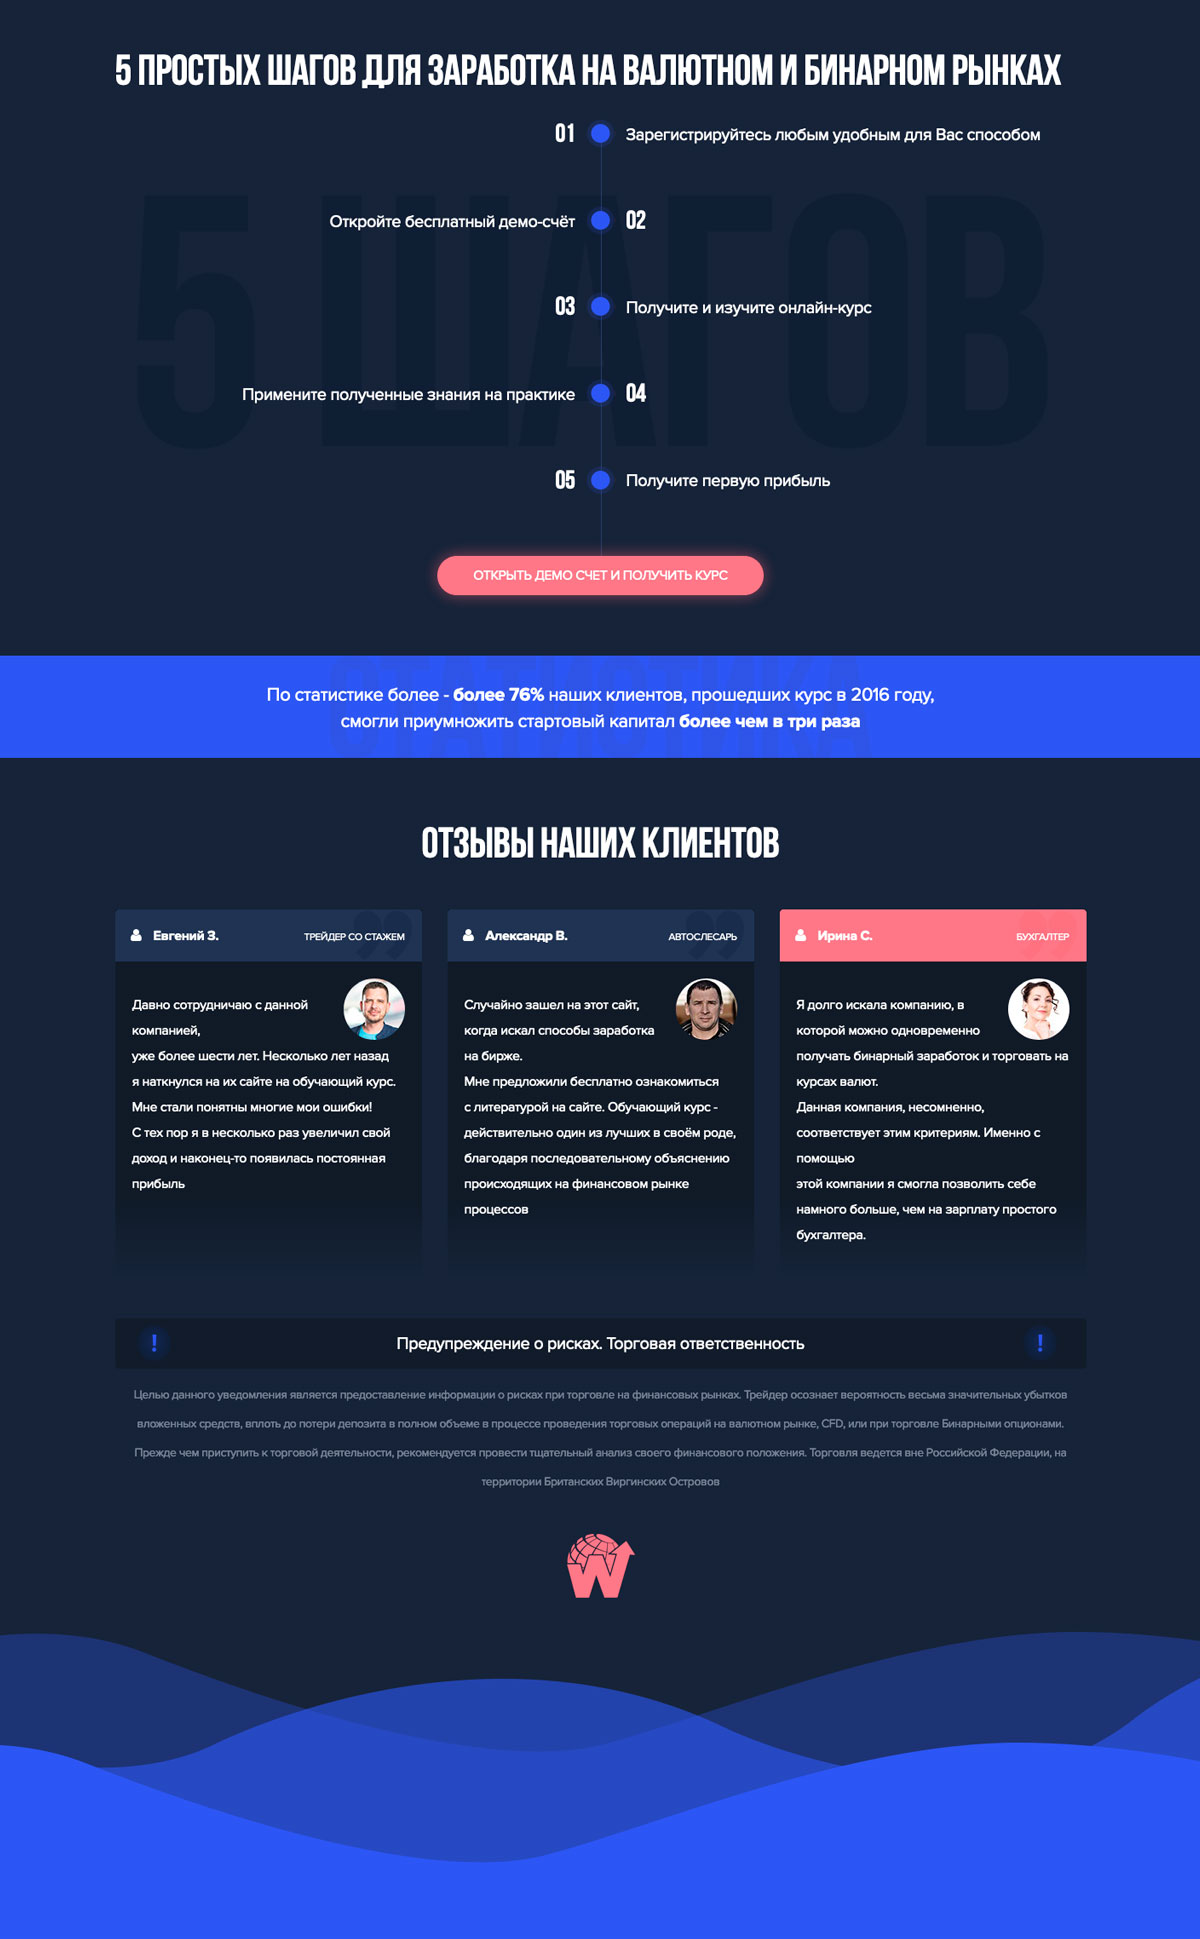 5 ПРОСТЫХ ШАГОВ ДЛЯ ЗАРАБОТКА НА ВАЛЮТНОМ И БИНАРНОМ РЫНКАХ
5 ШАГОВ
01 Зарегистрируйтесь любым удобным для Вас способом
Откройте бесплатный демо-счёт 02
03 Получите и изучите онлайн-курс
Примените полученные знания на практике 04
05 Получите первую прибыль
ОТКРЫТЬ ДЕМО СЧЕТ И ПОЛУЧИТЬ КУРС
СТАТИСТИКА
По статистике более - более 76% наших клиентов, прошедших курс в 2016 году,
смогли приумножить стартовый капитал более чем в три раза
ОТЗЫВЫ НАШИХ КЛИЕНТОВ
Евгений З. ТРЕЙДЕР СО СТАЖЕМ
Давно сотрудничаю с данной
компанией,
уже более шести лет. Несколько лет назад
я наткнулся на их сайте на обучающий курс.
Мне стали понятны многие мои ошибки!
С тех пор я в несколько раз увеличил свой
доход и наконец-то появилась постоянная
прибыль
Александр В. АВТОСЛЕСАРЬ
Случайно зашел на этот сайт,
когда искал способы заработка
на бирже.
Мне предложили бесплатно ознакомиться
с литературой на сайте. Обучающий курс -
действительно один из лучших в своём роде,
благодаря последовательному объяснению
происходящих на финансовом рынке
процессов
Ирина С. БУХГАЛТЕР
Я долго искала компанию, в
которой можно одновременно
получать бинарный заработок и торговать на
курсах валют.
Данная компания, несомненно,
соответствует этим критериям. Именно с
помощью
этой компании я смогла позволить себе
намного больше, чем на зарплату простого
бухгалтера.
! Предупреждение о рисках. Торговая ответственность !
Целью данного уведомления является предоставление информации о рисках при торговле на финансовых рынках. Трейдер осознает вероятность весьма значительных убытков
вложенных средств, вплоть до потери депозита в полном объеме в процессе проведения торговых операций на валютном рынке, CFD, или при торговле Бинарными опционами.
Прежде чем приступить к торговой деятельности, рекомендуется провести тщательный анализ своего финансового положения. Торговля ведется вне Российской Федерации, на
территории Британских Виргинских Островов
W